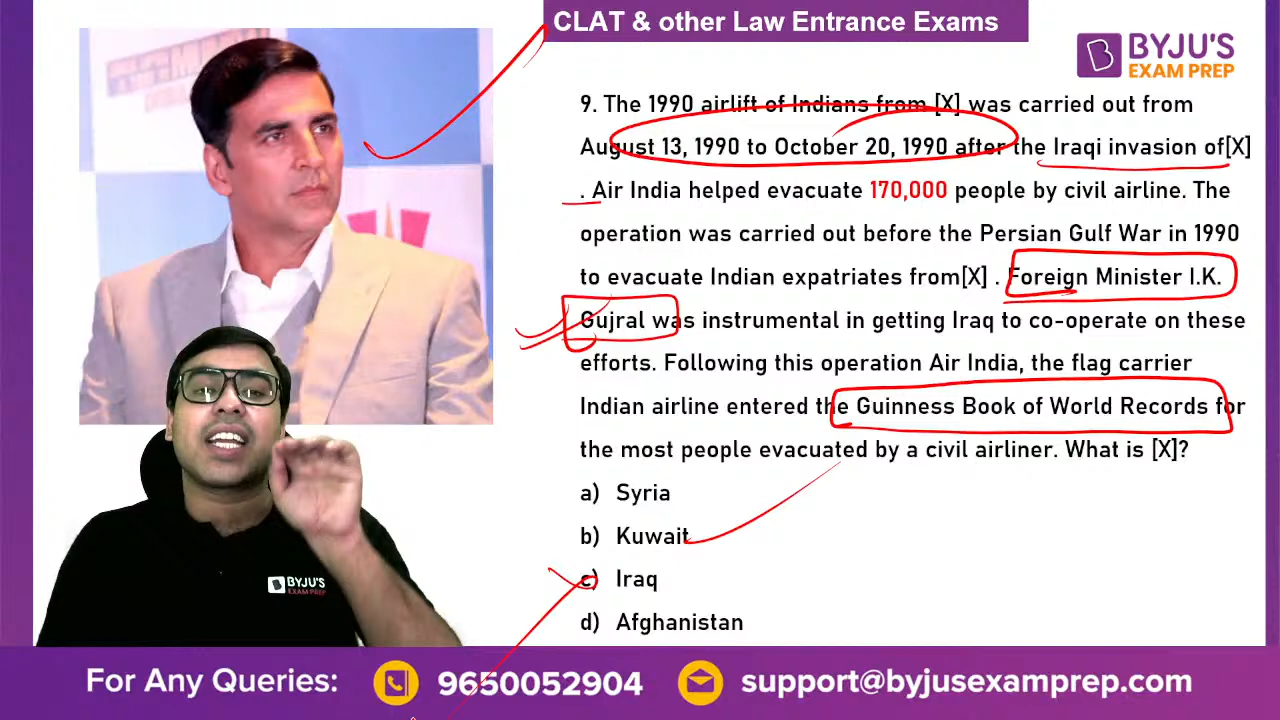 CLAT & other Law Entrance Exams
BYJU'S
EXAM PREP
9. The 1990 airlift of Indians from [X] was carried out from
August 13, 1990 to October 20, 1990 after the Iraqi invasion of[X]
. Air India helped evacuate 170,000 people by civil airline. The
operation was carried out before the Persian Gulf War in 1990
to evacuate Indian expatriates from[X] . Foreign Minister I.K.
Gujral was instrumental in getting Iraq to co-operate on these
efforts. Following this operation Air India, the flag carrier
Indian airline entered the Guinness Book of World Records for
the most people evacuated by a civil airliner. What is [X]?
a) Syria
b) Kuwait
c) Iraq
d) Afghanistan
BYJU'S
EXAM PREP
For Any Queries: 9650052904 support@byjusexamprep.com